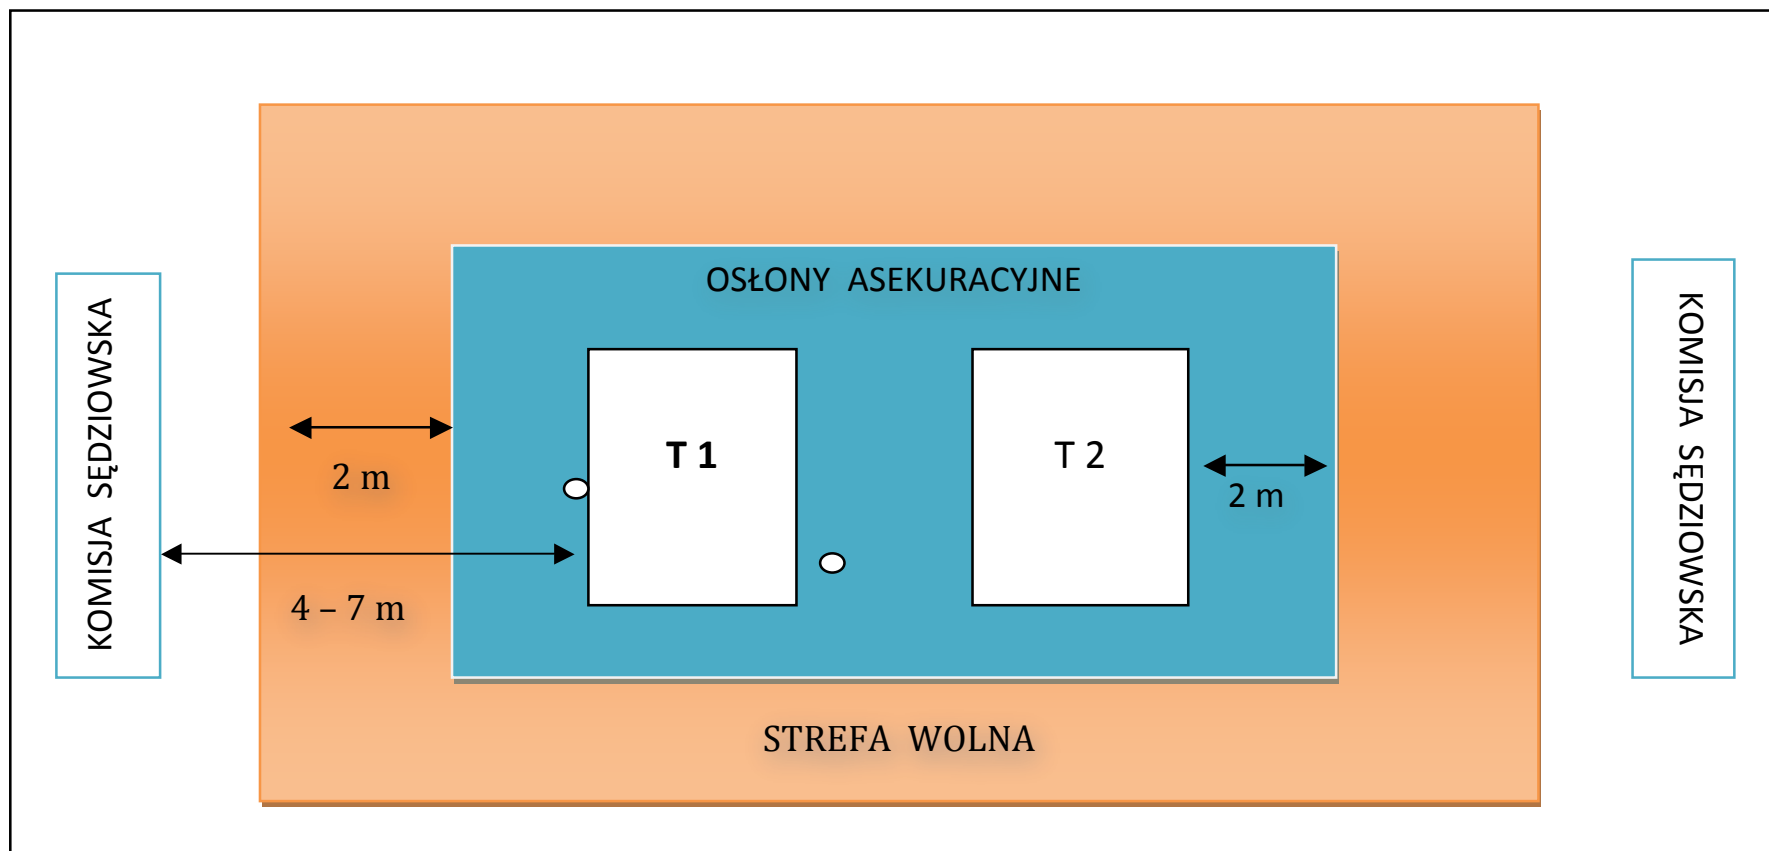 OSŁONY ASEKURACYJNE
KOMISJA SĘDZIOWSKA
T 1
T 2
2 m
2 m
4 – 7 m
KOMISJA SĘDZIOWSKA
STREFA WOLNA